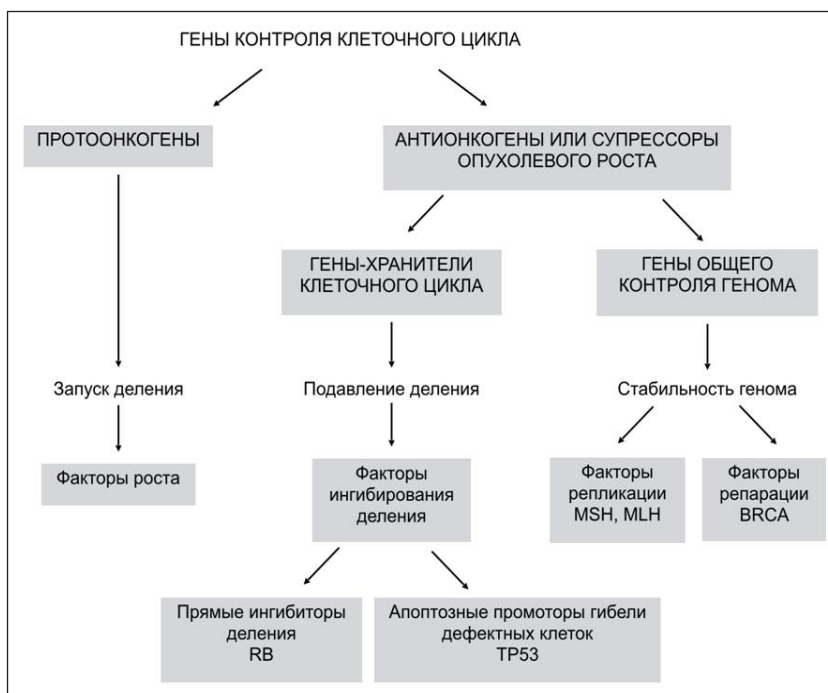 ГЕНЫ КОНТРОЛЯ КЛЕТОЧНОГО ЦИКЛА
ПРОТООНКОГЕНЫ
АНТИОНКОГЕНЫ ИЛИ СУПРЕССОРЫ
ОПУХОЛЕВОГО РОСТА
ГЕНЫ-ХРАНИТЕЛИ
КЛЕТОЧНОГО ЦИКЛА
ГЕНЫ ОБЩЕГО
КОНТРОЛЯ ГЕНОМА
Запуск деления
Подавление деления
Стабильность генома
Факторы роста
Факторы
ингибирования
деления
Факторы
репликации
MSH, MLH
Факторы
репарации
BRCA
Прямые ингибиторы
деления
RB
Апоптозные промоторы гибели
дефектных клеток
TP53